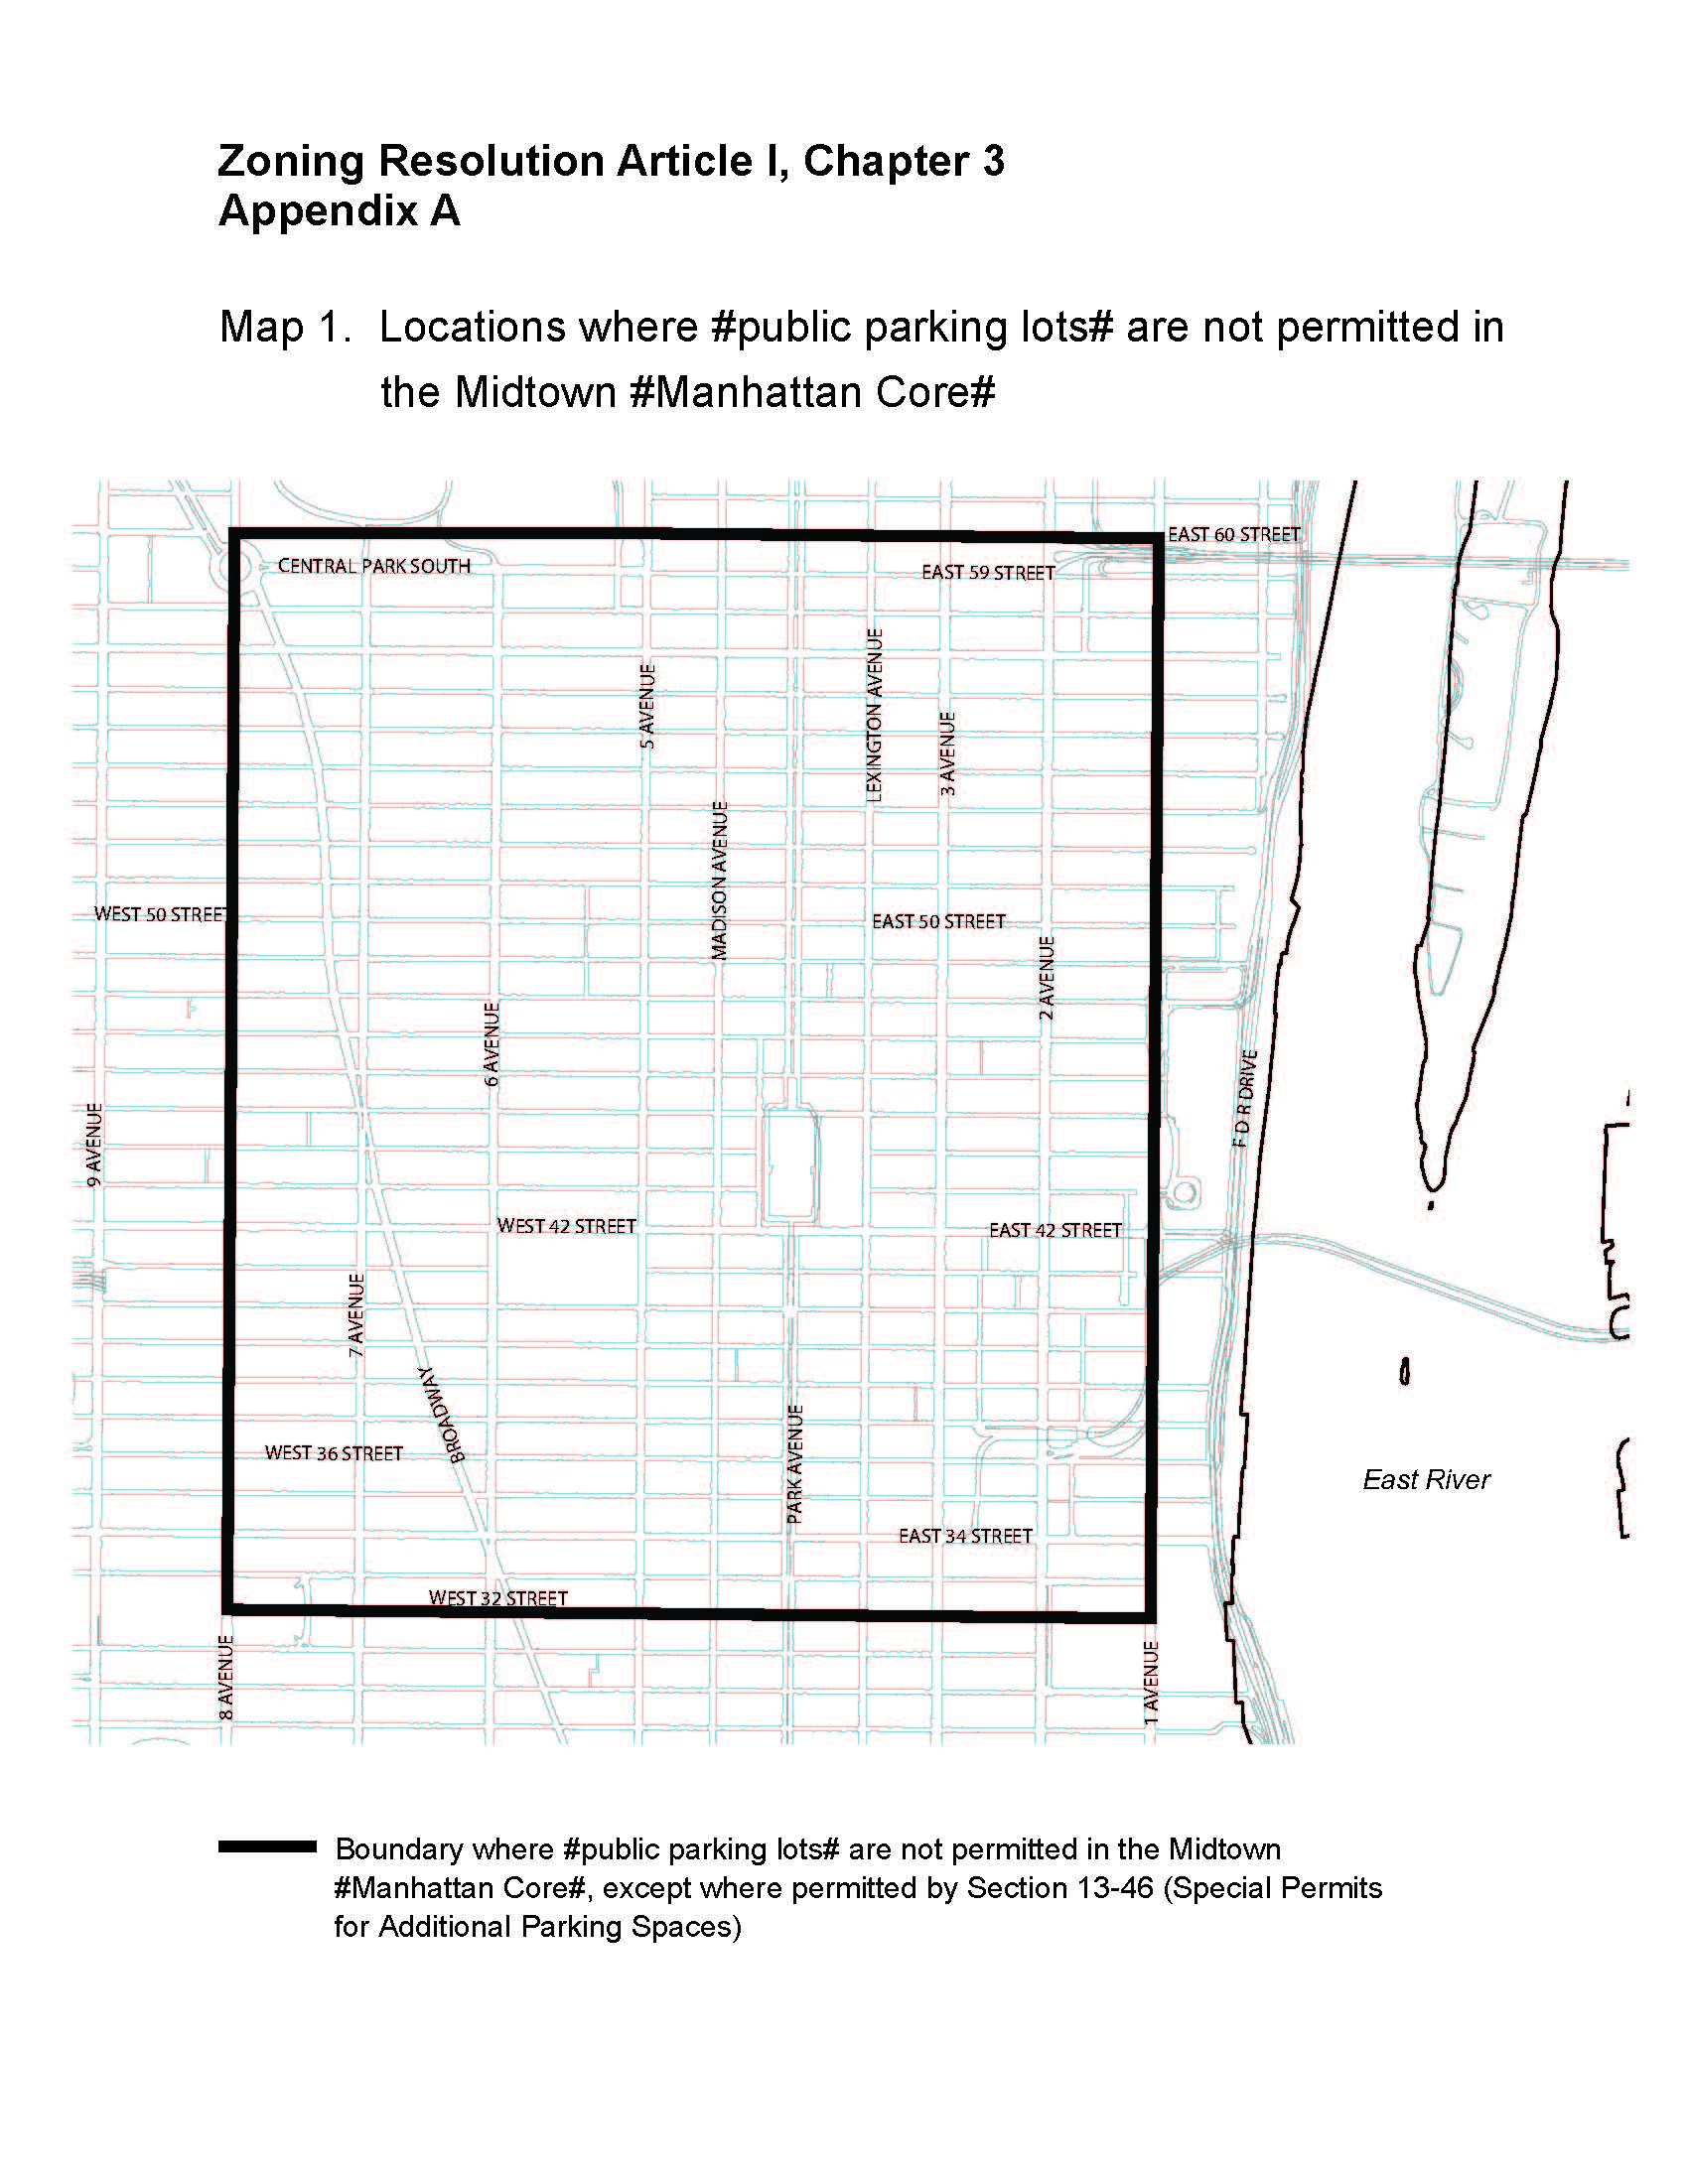 Zoning Resolution Article I, Chapter 3
Appendix A
Map 1. Locations where #public parking lots# are not permitted in
the Midtown #Manhattan Core#
EAST 60 STREET
CENTRAL PARK SOUTH
EAST 59 STREET
LEXINGTON AVENUE
5 AVENUE
3 AVENUE
MADISON AVENUE
WEST 50 STREET
EAST 50 STREET
2 AVENUE
6 AVENUE
F D R DRIVE
9 AVENUE
WEST 42 STREET
EAST 42 STREET
7 AVENUE
BROADWAY
PARK AVENUE
WEST 36 STREET
East River
EAST 34 STREET
WEST 32 STREET
8 AVENUE
1 AVENUE
Boundary where #public parking lots# are not permitted in the Midtown
#Manhattan Core#, except where permitted by Section 13-46 (Special Permits
for Additional Parking Spaces)